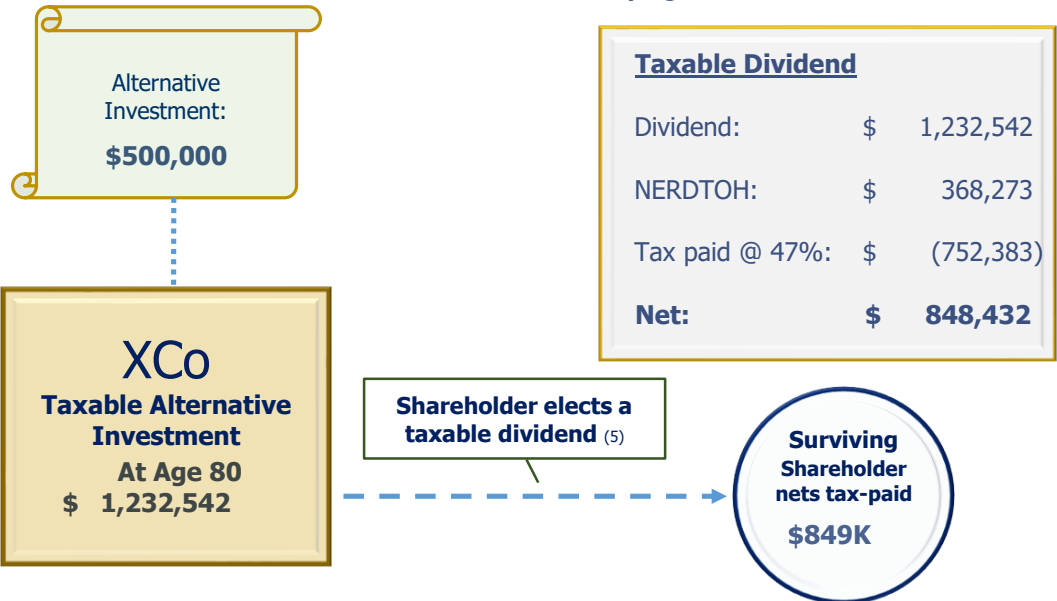 Alternative
Investment:
$500,000
Taxable Dividend
Dividend: $ 1,232,542
NERDTOH: $ 368,273
Tax paid @ 47%: $ (752,383)
Net: $ 848,432
XCo
Taxable Alternative
Investment
At Age 80
$ 1,232,542
Shareholder elects a
taxable dividend (5)
Surviving
Shareholder
nets tax-paid
$849K